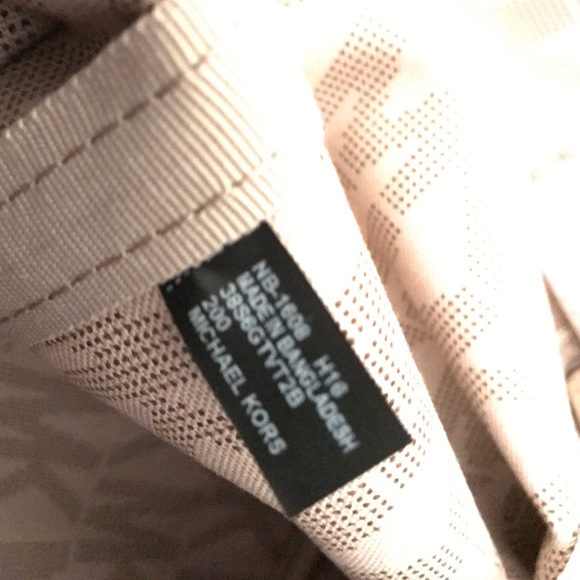 NB-1608 H16
MADE IN BANGLADESH
38S6GTVT2B
200
MICHAEL KORS